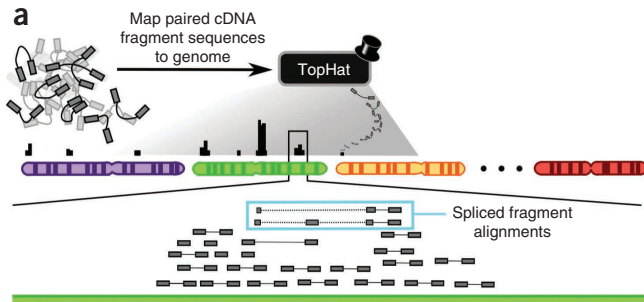 a
Map paired cDNA
fragment sequences
to genome
TopHat
Spliced fragment
alignments